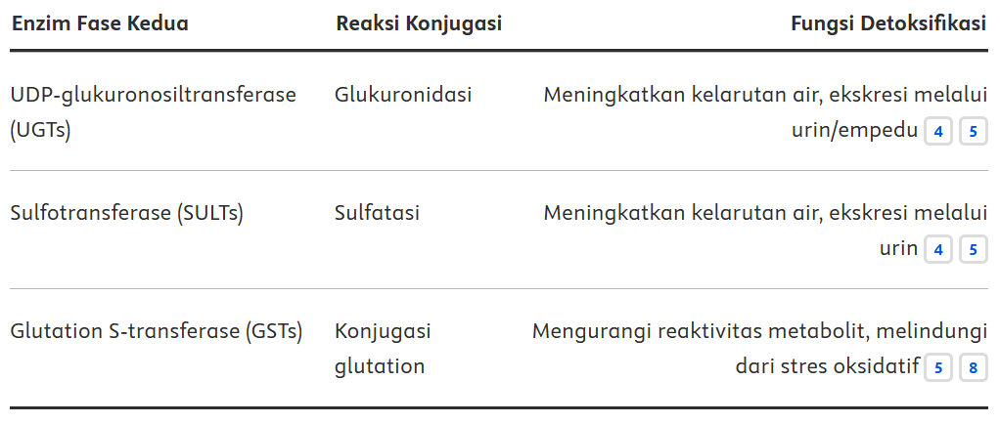 Enzim Fase Kedua Reaksi Konjugasi Fungsi Detoksifikasi
UDP-glukuronosiltransferase Glukuronidasi Meningkatkan kelarutan air, ekskresi melalui
(UGTs) urin/empedu 4 5
Sulfotransferase (SULTs) Sulfatasi Meningkatkan kelarutan air, ekskresi melalui
urin 4 5
Glutation S-transferase (GSTs) Konjugasi Mengurangi reaktivitas metabolit, melindungi
glutation dari stres oksidatif 5 8